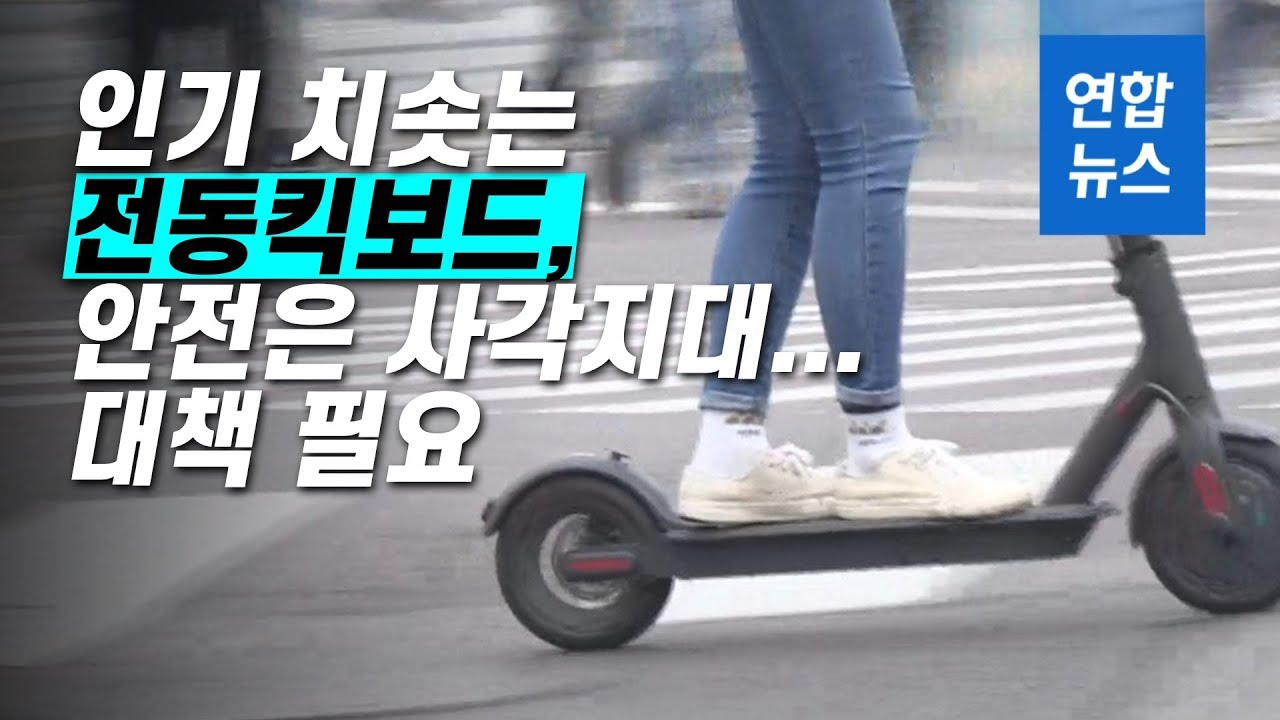 인기 치솟는
전동킥보드,
안전은 사각지대...
대책 필요
연합
뉴스